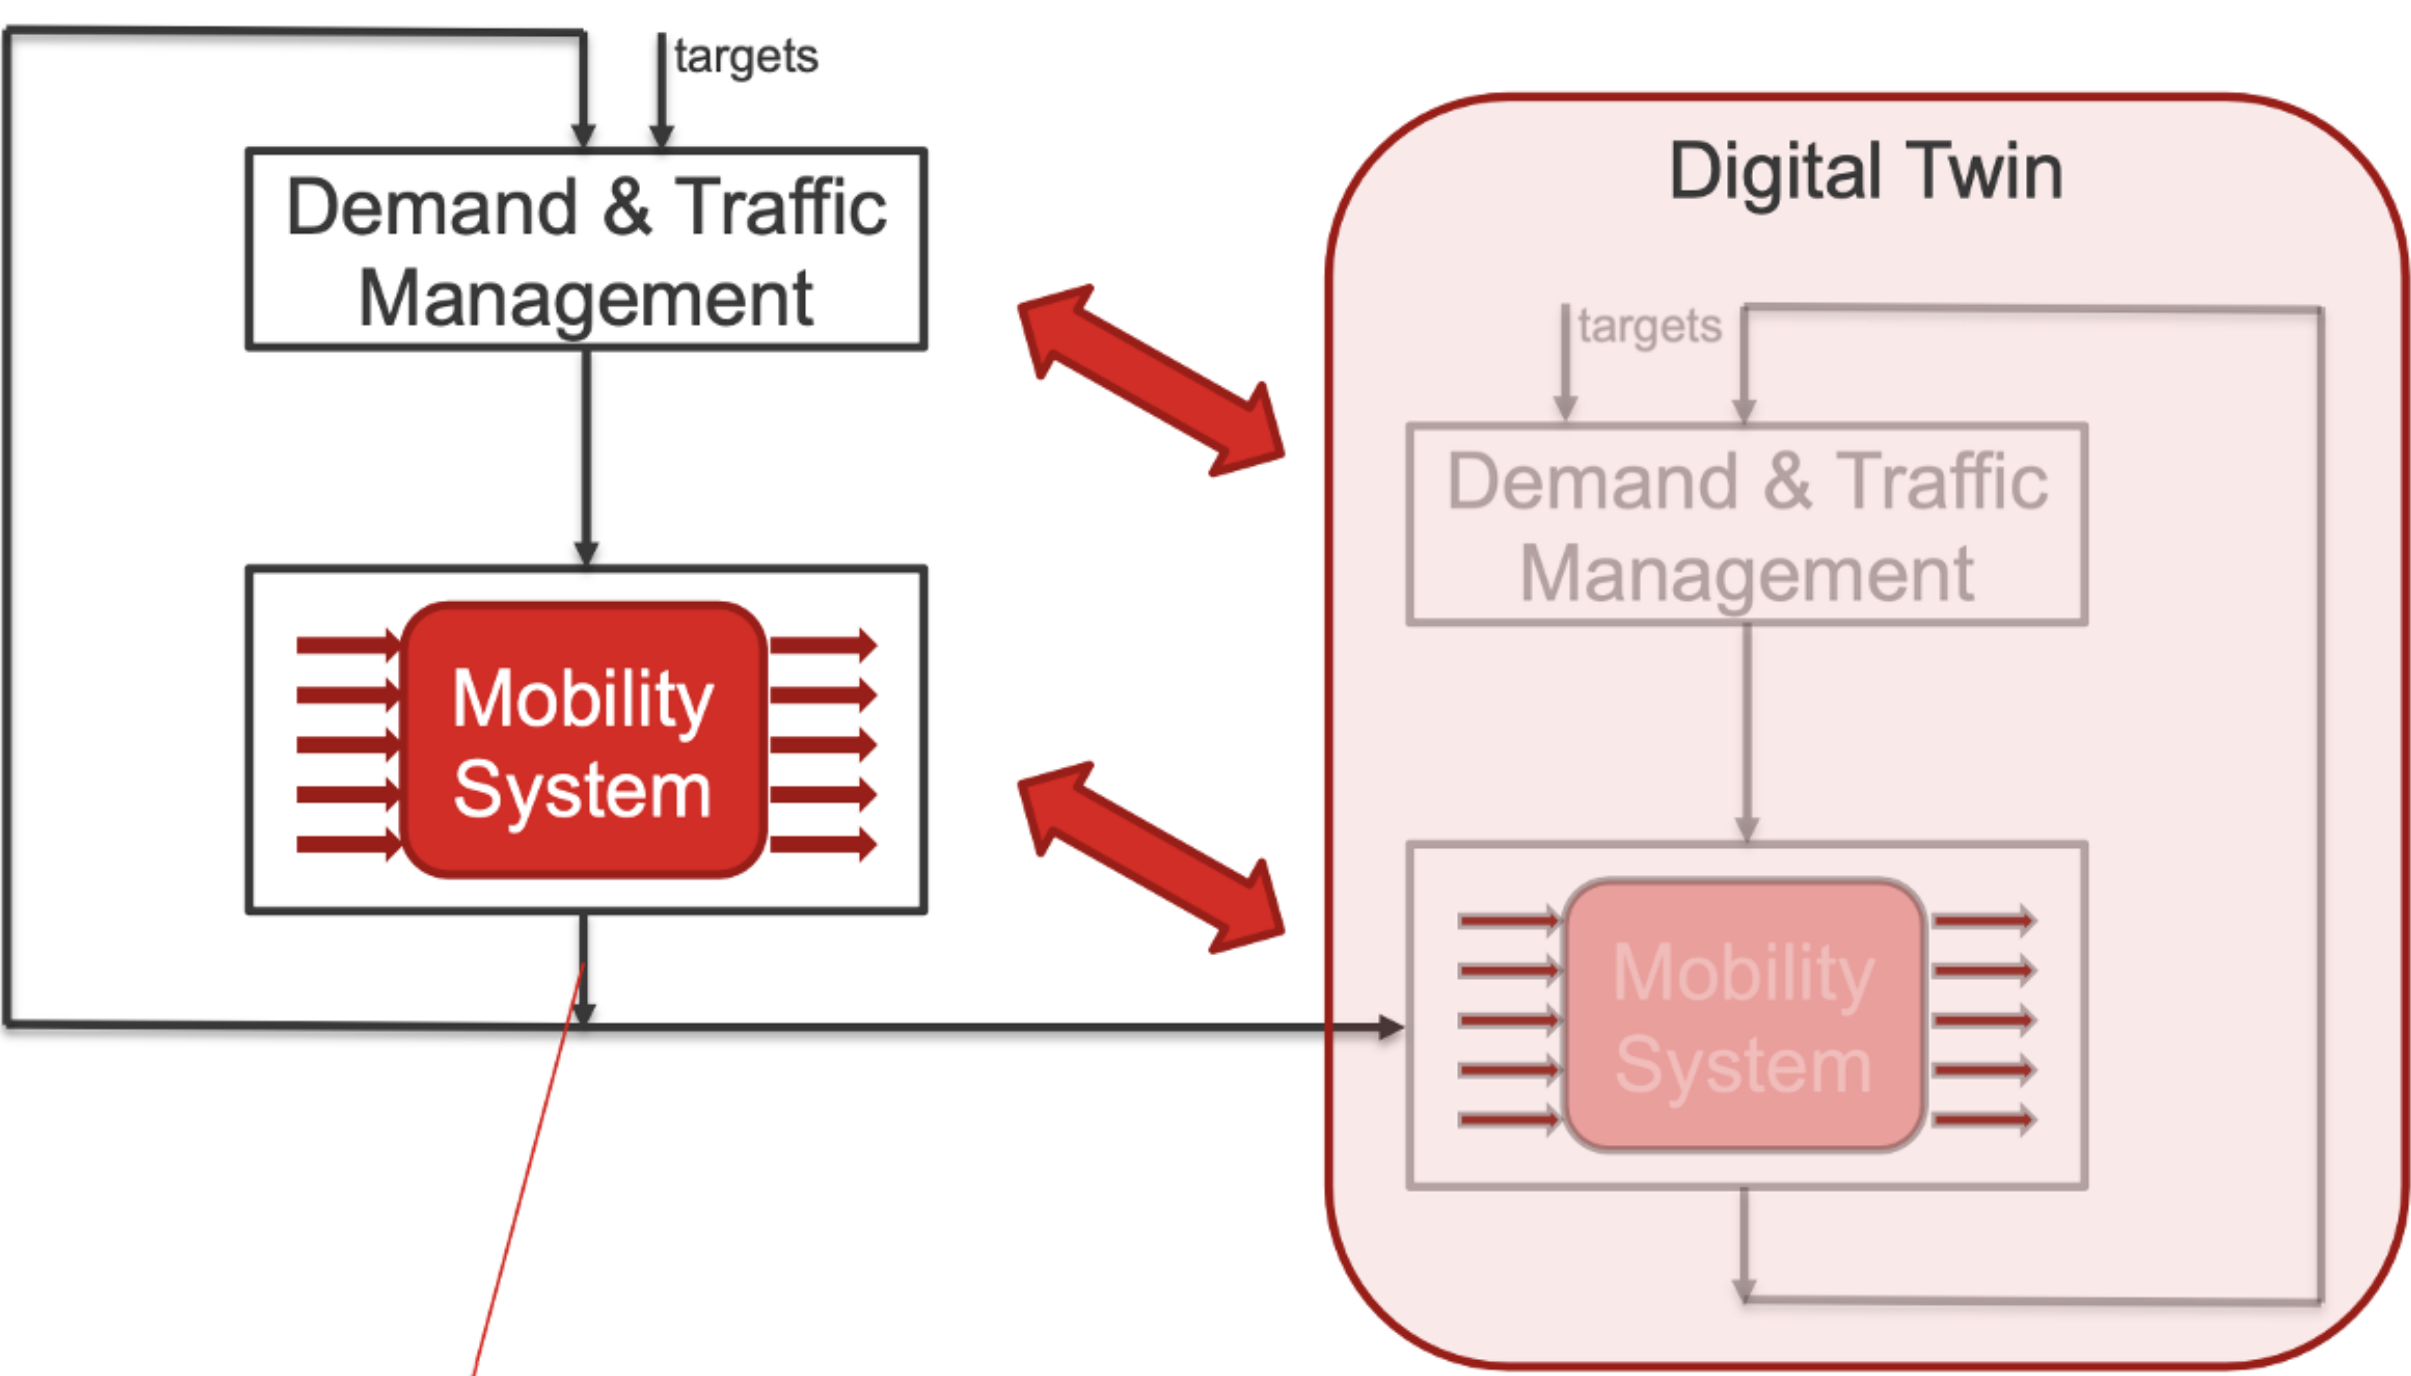 targets
Demand & Traffic
Management
Mobility
System
Digital Twin
targets
Demand & Traffic
Management
Mobility
System